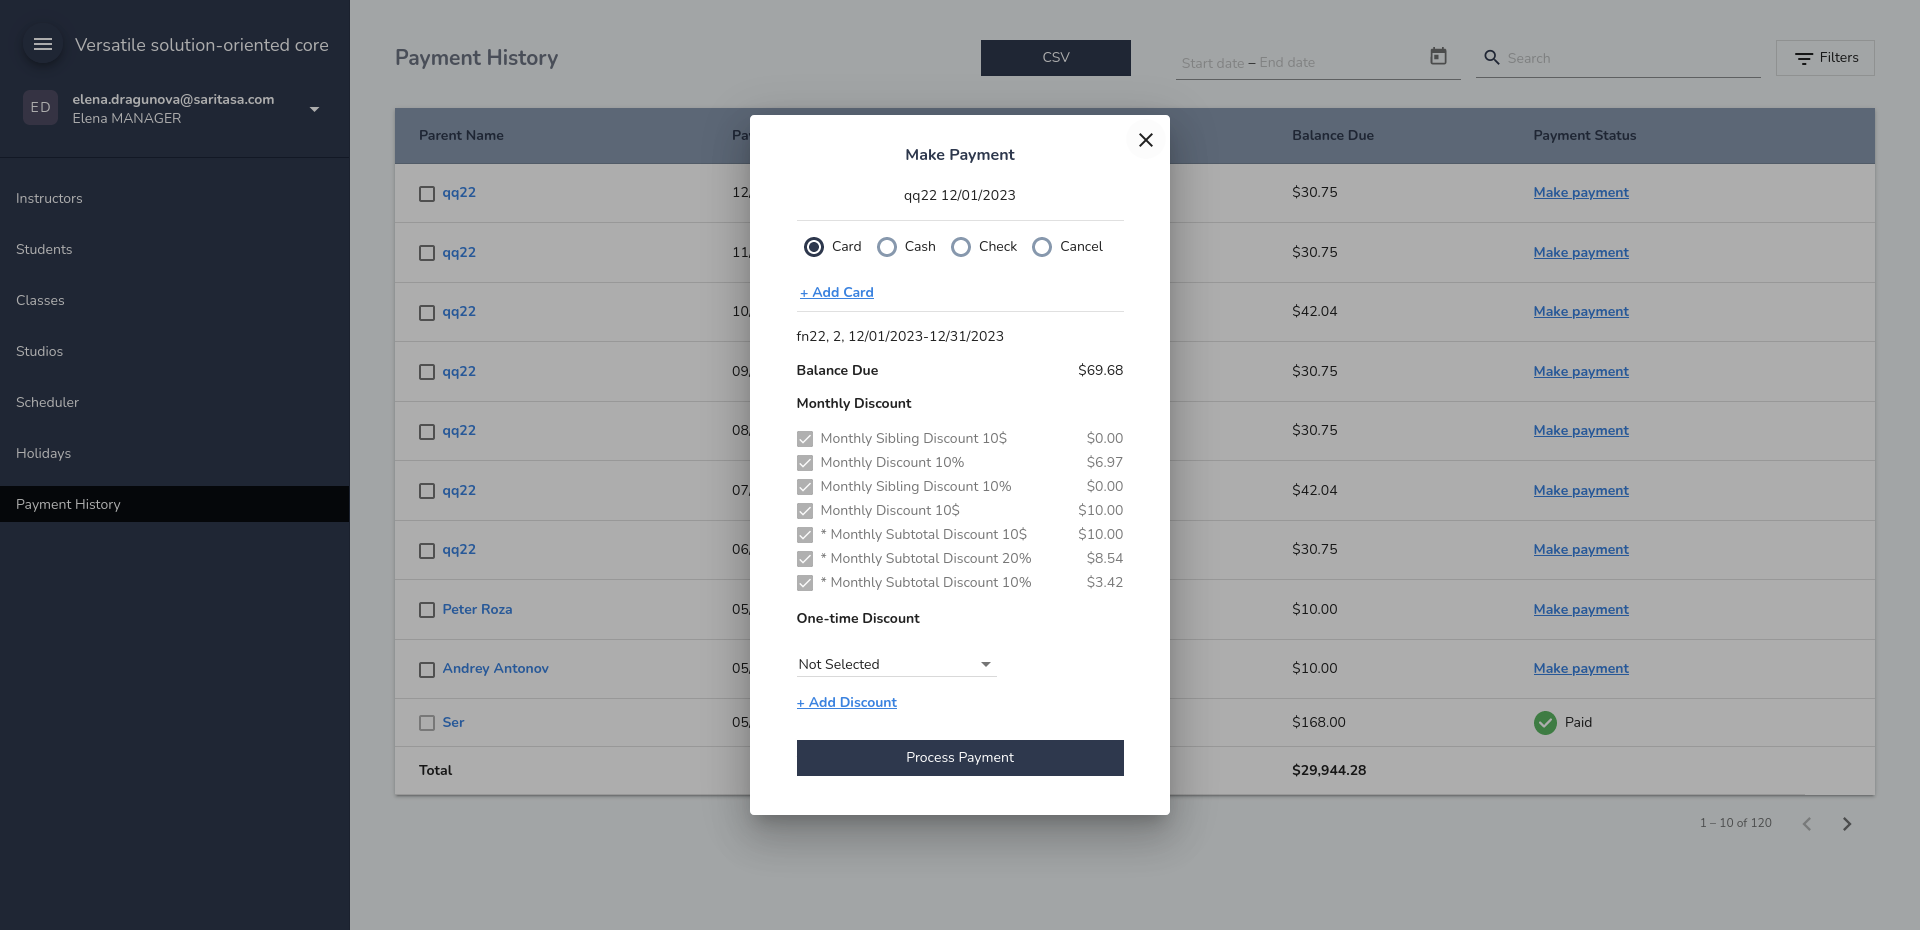 Versatile solution-oriented core
ED
elena.dragunova@saritasa.com
Elena MANAGER
Instructors
Students
Classes
Studios
Scheduler
Holidays
Payment History
Payment History
CSV
Start date – End date
Search
Filters
Parent Name Pa Balance Due Payment Status
qq22 12/ $30.75 Make payment
qq22 11/ $30.75 Make payment
qq22 10/ $42.04 Make payment
qq22 09/ $30.75 Make payment
qq22 08/ $30.75 Make payment
qq22 07/ $42.04 Make payment
qq22 06/ $30.75 Make payment
Peter Roza 05/ $10.00 Make payment
Andrey Antonov 05/ $10.00 Make payment
Ser 05/ $168.00 Paid
Total $29,944.28
1 – 10 of 120
Make Payment
qq22 12/01/2023
Card Cash Check Cancel
+ Add Card
fn22, 2, 12/01/2023-12/31/2023
Balance Due $69.68
Monthly Discount
Monthly Sibling Discount 10$ $0.00
Monthly Discount 10% $6.97
Monthly Sibling Discount 10% $0.00
Monthly Discount 10$ $10.00
* Monthly Subtotal Discount 10$ $10.00
* Monthly Subtotal Discount 20% $8.54
* Monthly Subtotal Discount 10% $3.42
One-time Discount
Not Selected
+ Add Discount
Process Payment